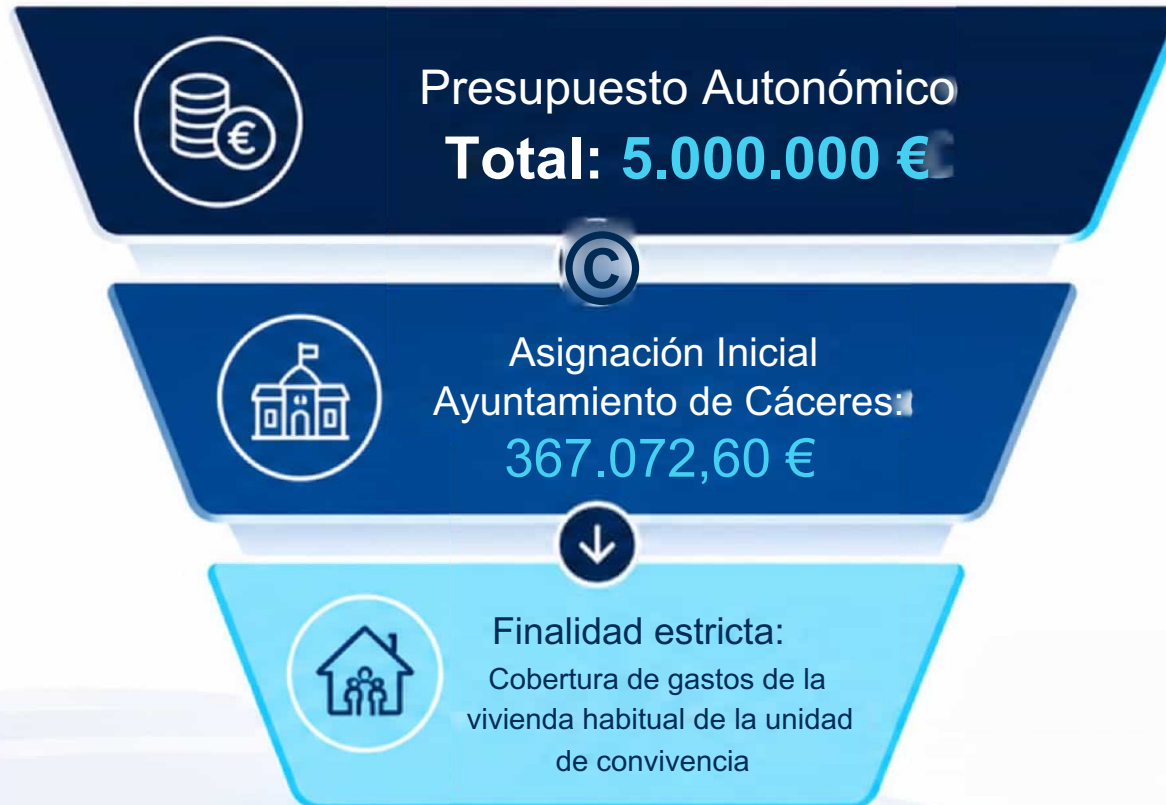 Presupuesto Autonómico
Total: 5.000.000 €
©
Asignación Inicial
Ayuntamiento de Cáceres:
367.072,60 €
Finalidad estricta:
Cobertura de gastos de la
vivienda habitual de la unidad
de convivencia